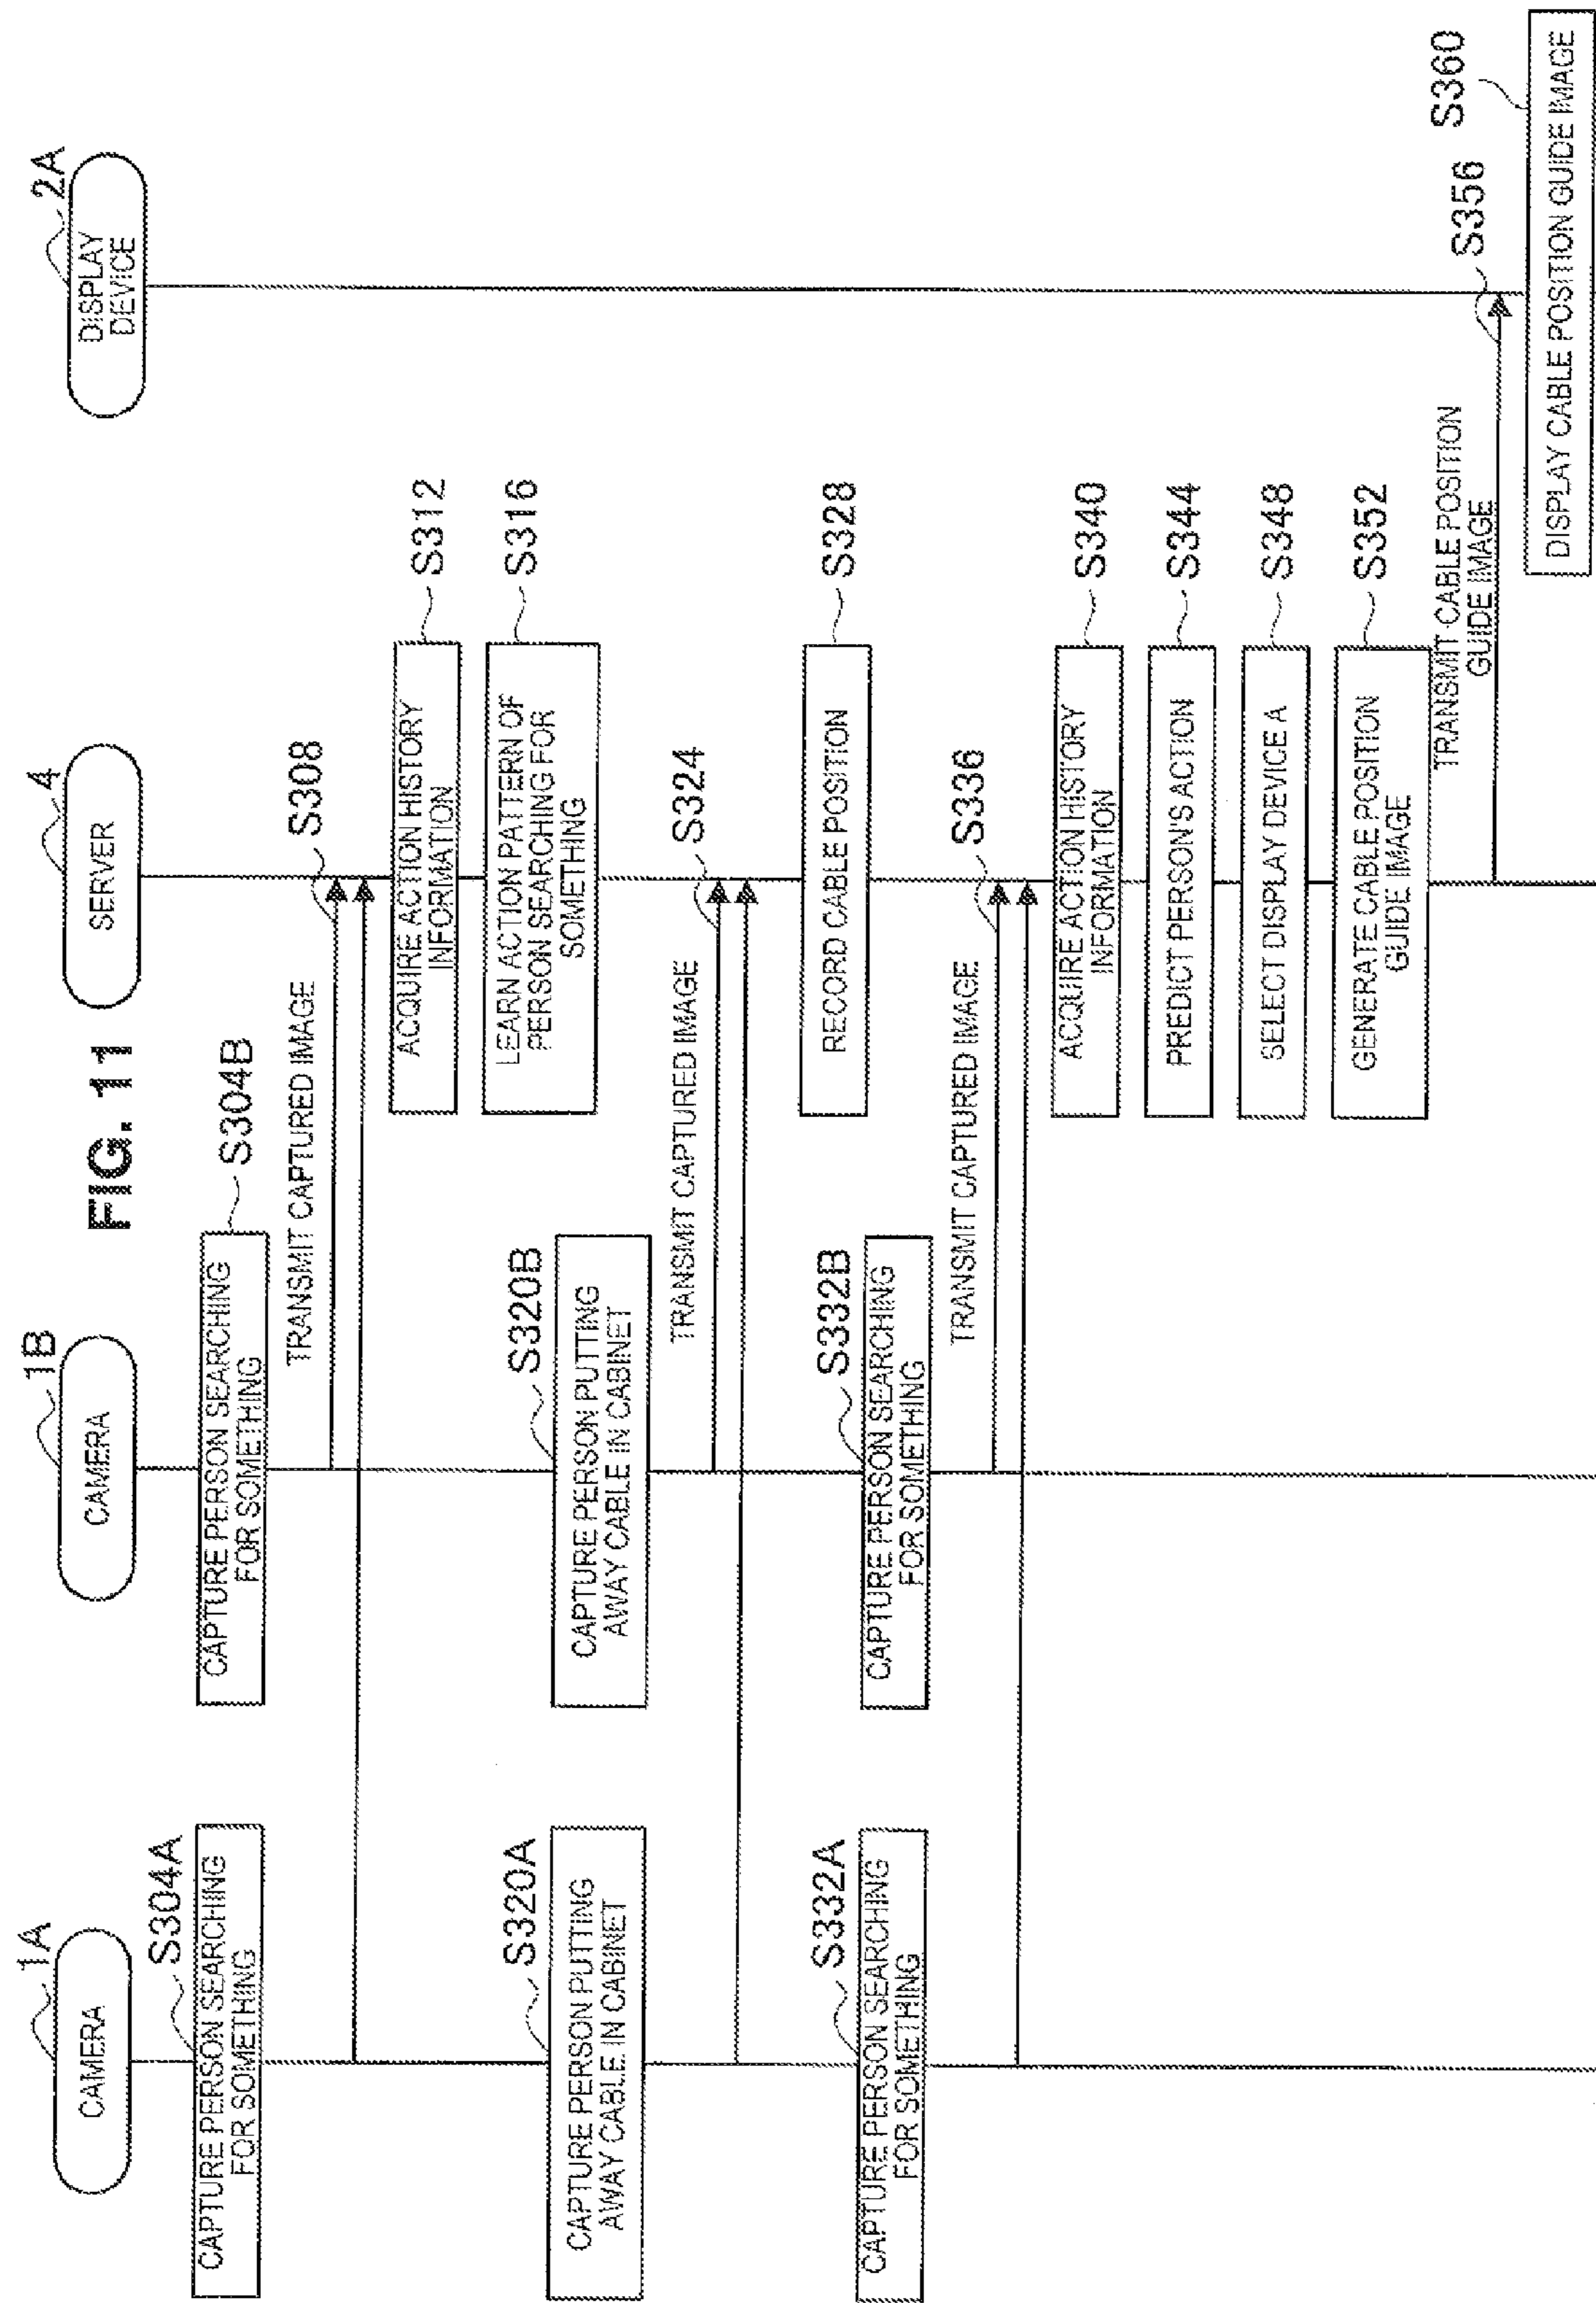 FIG. 11
1A
CAMERA
1B
CAMERA
4
SERVER
2A
DISPLAY
DEVICE
S304A
CAPTURE PERSON SEARCHING
FOR SOMETHING
S304B
CAPTURE PERSON SEARCHING
FOR SOMETHING
TRANSMIT CAPTURED IMAGE
S308
ACQUIRE ACTION HISTORY
INFORMATION
S312
LEARN ACTION PATTERN OF
PERSON SEARCHING FOR
SOMETHING
S316
S320A
CAPTURE PERSON PUTTING
AWAY CABLE IN CABINET
S320B
CAPTURE PERSON PUTTING
AWAY CABLE IN CABINET
TRANSMIT CAPTURED IMAGE
S324
RECORD CABLE POSITION
S328
S332A
CAPTURE PERSON SEARCHING
FOR SOMETHING
S332B
CAPTURE PERSON SEARCHING
FOR SOMETHING
TRANSMIT CAPTURED IMAGE
S336
ACQUIRE ACTION HISTORY
INFORMATION
S340
PREDICT PERSON'S ACTION
S344
SELECT DISPLAY DEVICE A
S348
GENERATE CABLE POSITION
GUIDE IMAGE
S352
TRANSMIT CABLE POSITION
GUIDE IMAGE
S356
S360
DISPLAY CABLE POSITION GUIDE IMAGE